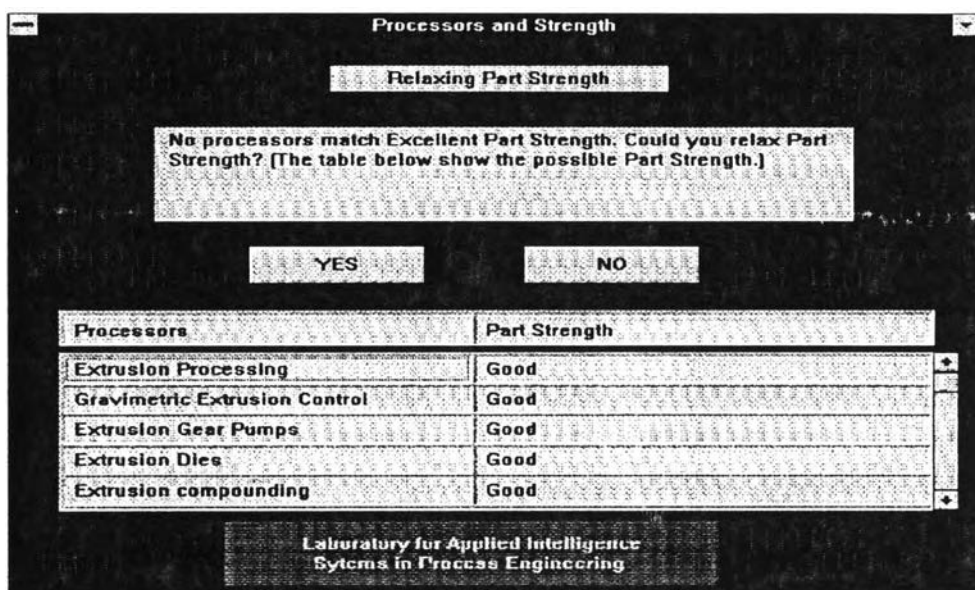 Processors and Strength
Relaxing Part Strength
No processors match Excellent Part Strength. Could you relax Part
Strength? [The table below show the possible Part Strength.]
YES NO
Processors Part Strength
Extrusion Processing Good
Gravimetric Extrusion Control Good
Extrusion Gear Pumps Good
Extrusion Dies Good
Extrusion compounding Good
Laboratory for Applied Intelligence
Sytems in Process Engineering